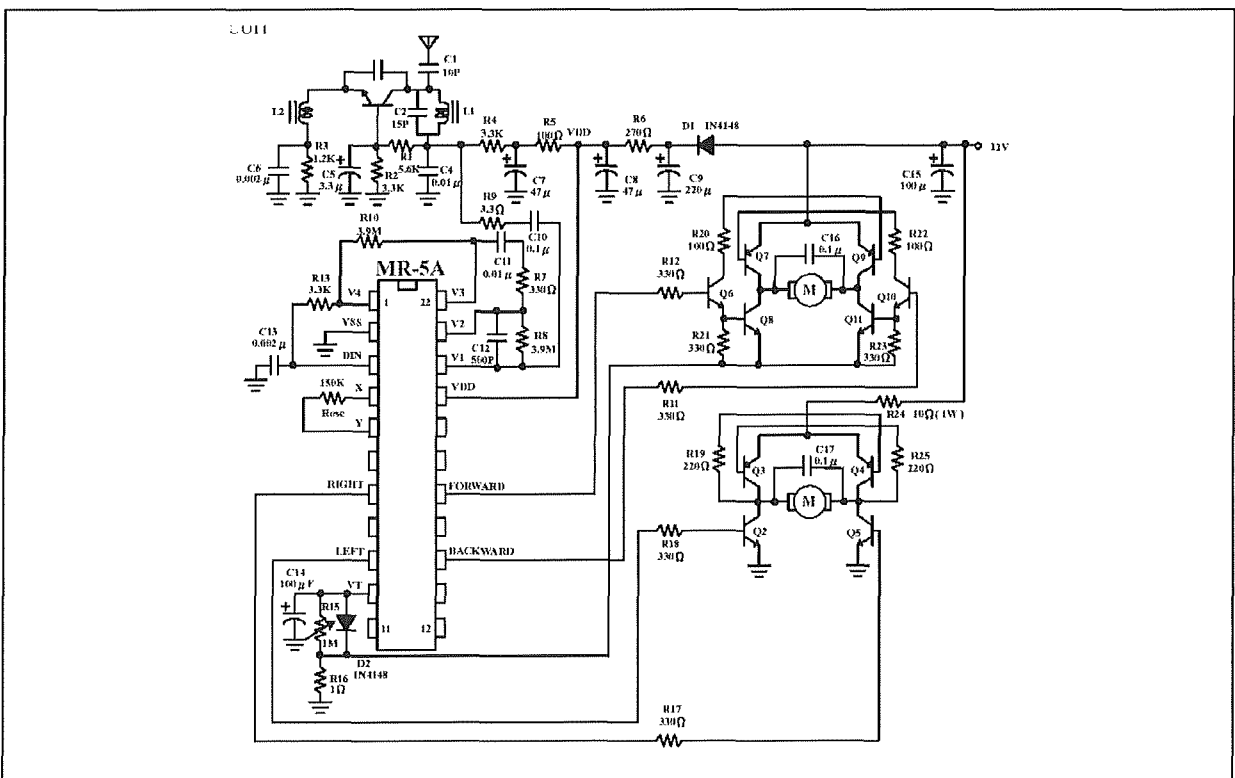 C1
10P
L2
C2
15P
L1
R4
3.3K
R5
100Ω
VDD
R6
270Ω
D1 1N4148
R3
1.2K
C6
0.002μ
C5
3.3μ
R2
3.3K
R1
5.6K
C4
0.01μ
C7
47μ
C8
47μ
C9
220μ
C15
100μ
R9
3.3Ω
C10
0.1μ
R10
3.9M
C11
0.01μ
R7
330Ω
MR-5A
R13
3.3K
V4
1
22
V3
VSS
V2
C12
500P
R8
3.9M
C13
0.002μ
DIN
V1
150K
X
VDD
Rosc
Y
RIGHT
FORWARD
LEFT
BACKWARD
C14
100μF
VT
R15
1M
11
12
D2
1N4148
R16
1Ω
R12
330Ω
R20
100Ω
Q7
C16
0.1μ
Q9
R22
100Ω
M
Q6
Q8
Q11
Q10
R21
330Ω
R23
330Ω
R11
330Ω
R24 10Ω(1W)
R19
220Ω
Q3
C17
0.1μ
Q4
R25
220Ω
M
Q2
Q5
R18
330Ω
R17
330Ω